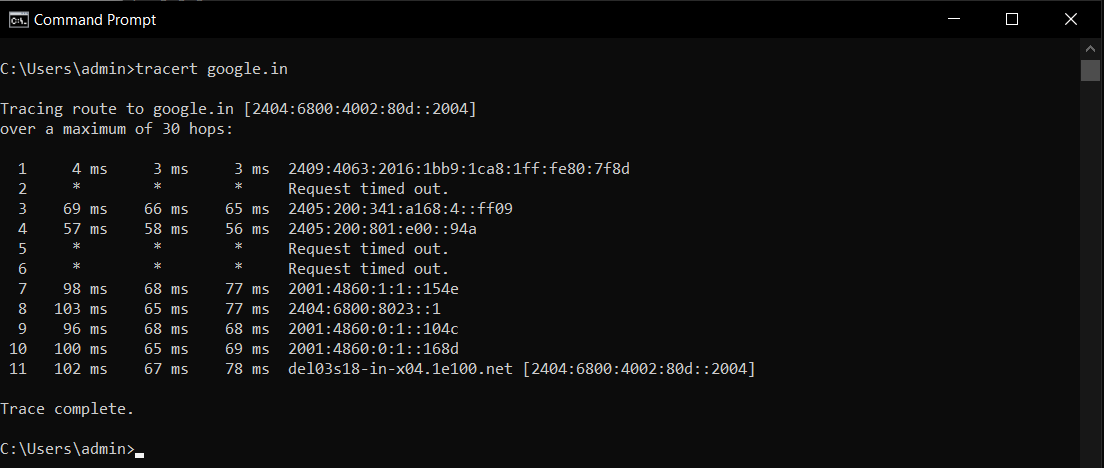 Command Prompt
C:\Users\admin>tracert google.in
Tracing route to google.in [2404:6800:4002:80d::2004]
over a maximum of 30 hops:
1 4 ms 3 ms 3 ms 2409:4063:2016:1bb9:1ca8:1ff:fe80:7f8d
2 * * * Request timed out.
3 69 ms 66 ms 65 ms 2405:200:341:a168:4::ff09
4 57 ms 58 ms 56 ms 2405:200:801:e00::94a
5 * * * Request timed out.
6 * * * Request timed out.
7 98 ms 68 ms 77 ms 2001:4860:1:1::154e
8 103 ms 65 ms 77 ms 2404:6800:8023::1
9 96 ms 68 ms 68 ms 2001:4860:0:1::104c
10 100 ms 65 ms 69 ms 2001:4860:0:1::168d
11 102 ms 67 ms 78 ms del03s18-in-x04.1e100.net [2404:6800:4002:80d::2004]
Trace complete.
C:\Users\admin>